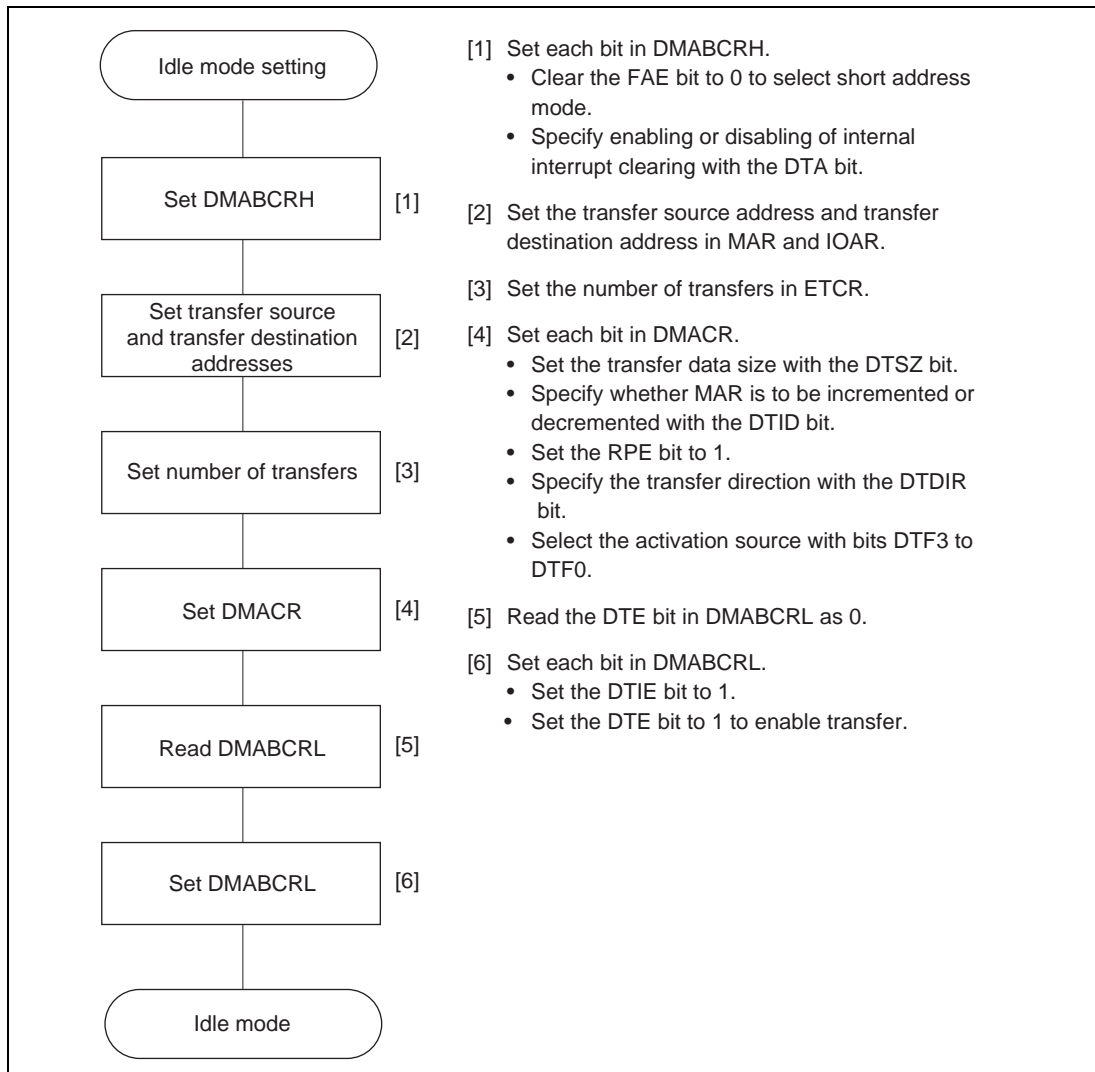 Idle mode setting
Set DMABCRH
[1]
Set transfer source
and transfer destination
addresses
[2]
Set number of transfers
[3]
Set DMACR
[4]
Read DMABCRL
[5]
Set DMABCRL
[6]
Idle mode
[1] Set each bit in DMABCRH.
• Clear the FAE bit to 0 to select short address
mode.
• Specify enabling or disabling of internal
interrupt clearing with the DTA bit.
[2] Set the transfer source address and transfer
destination address in MAR and IOAR.
[3] Set the number of transfers in ETCR.
[4] Set each bit in DMACR.
• Set the transfer data size with the DTSZ bit.
• Specify whether MAR is to be incremented or
decremented with the DTID bit.
• Set the RPE bit to 1.
• Specify the transfer direction with the DTDIR
bit.
• Select the activation source with bits DTF3 to
DTF0.
[5] Read the DTE bit in DMABCRL as 0.
[6] Set each bit in DMABCRL.
• Set the DTIE bit to 1.
• Set the DTE bit to 1 to enable transfer.